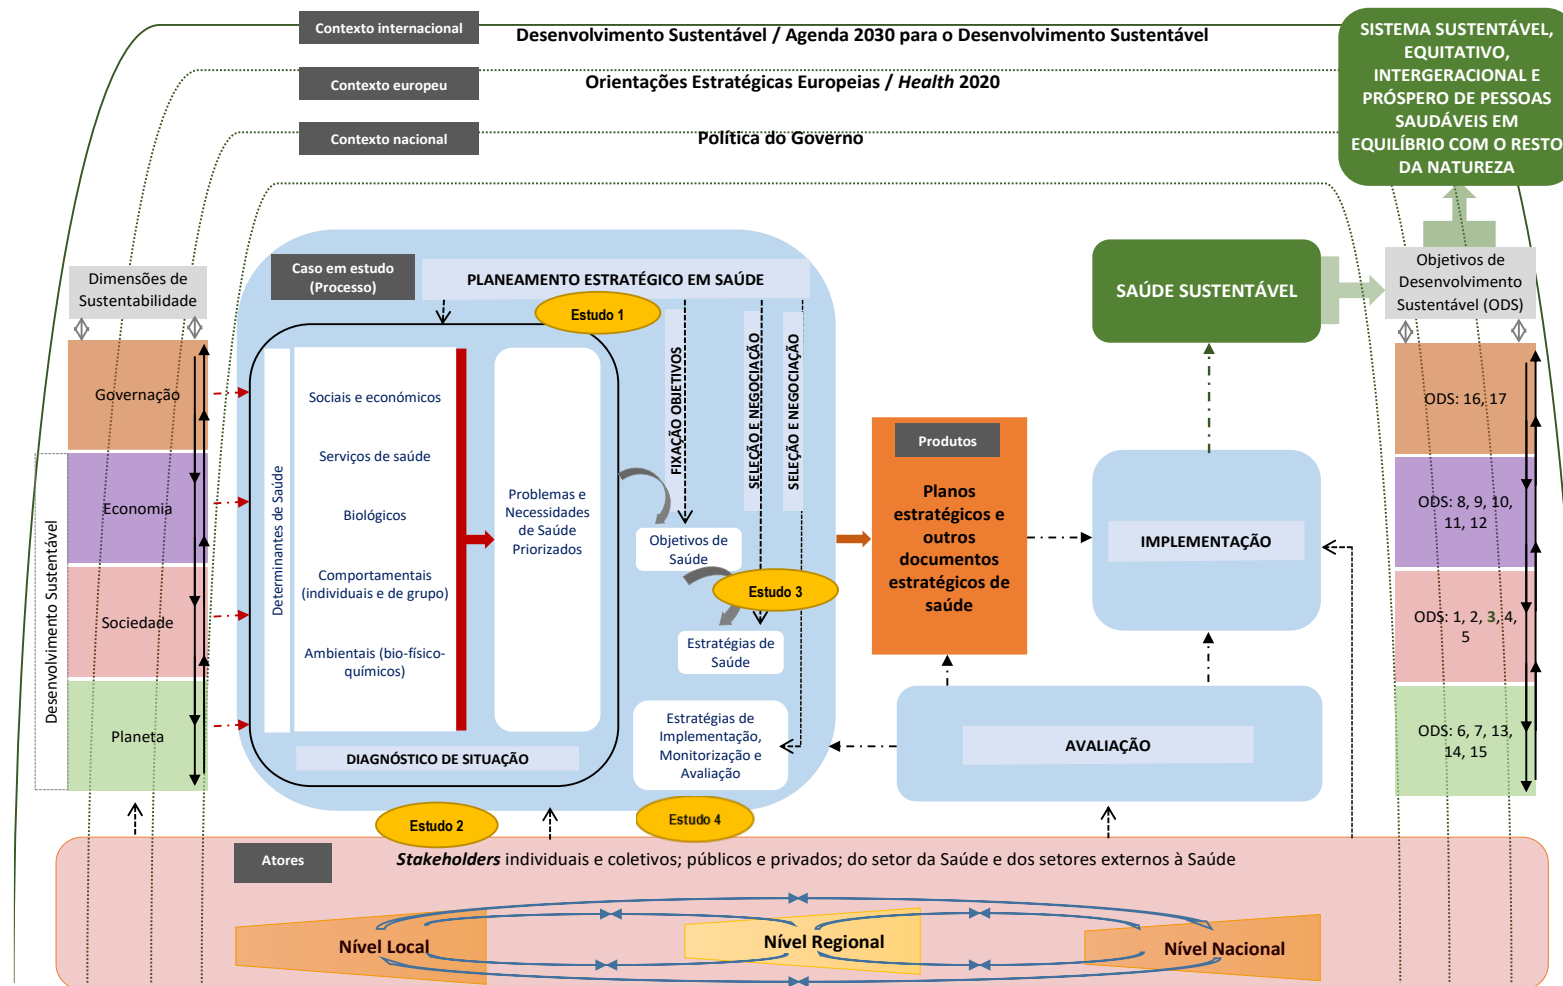 Contexto internacional
Desenvolvimento Sustentável / Agenda 2030 para o Desenvolvimento Sustentável
Contexto europeu
Orientações Estratégicas Europeias / Health 2020
Contexto nacional
Política do Governo
SISTEMA SUSTENTÁVEL,
EQUITATIVO,
INTERGERACIONAL E
PRÓSPERO DE PESSOAS
SAUDÁVEIS EM
EQUILÍBRIO COM O RESTO
DA NATUREZA
Dimensões de
Sustentabilidade
Governação
Economia
Sociedade
Planeta
Desenvolvimento Sustentável
Caso em estudo
(Processo)
PLANEAMENTO ESTRATÉGICO EM SAÚDE
Estudo 1
Determinantes de Saúde
Sociais e económicos
Serviços de saúde
Biológicos
Comportamentais
(individuais e de grupo)
Ambientais (bio-físico-
químicos)
Problemas e
Necessidades
de Saúde
Priorizados
DIAGNÓSTICO DE SITUAÇÃO
FIXAÇÃO OBJETIVOS
SELEÇÃO E NEGOCIAÇÃO
SELEÇÃO E NEGOCIAÇÃO
Objetivos de
Saúde
Estudo 3
Estratégias de
Saúde
Estratégias de
Implementação,
Monitorização e
Avaliação
Estudo 2
Estudo 4
Produtos
Planos
estratégicos e
outros
documentos
estratégicos de
saúde
SAÚDE SUSTENTÁVEL
IMPLEMENTAÇÃO
AVALIAÇÃO
Objetivos de
Desenvolvimento
Sustentável (ODS)
ODS: 16, 17
ODS: 8, 9, 10,
11, 12
ODS: 1, 2, 3, 4,
5
ODS: 6, 7, 13,
14, 15
Atores
Stakeholders individuais e coletivos; públicos e privados; do setor da Saúde e dos setores externos à Saúde
Nível Local
Nível Regional
Nível Nacional